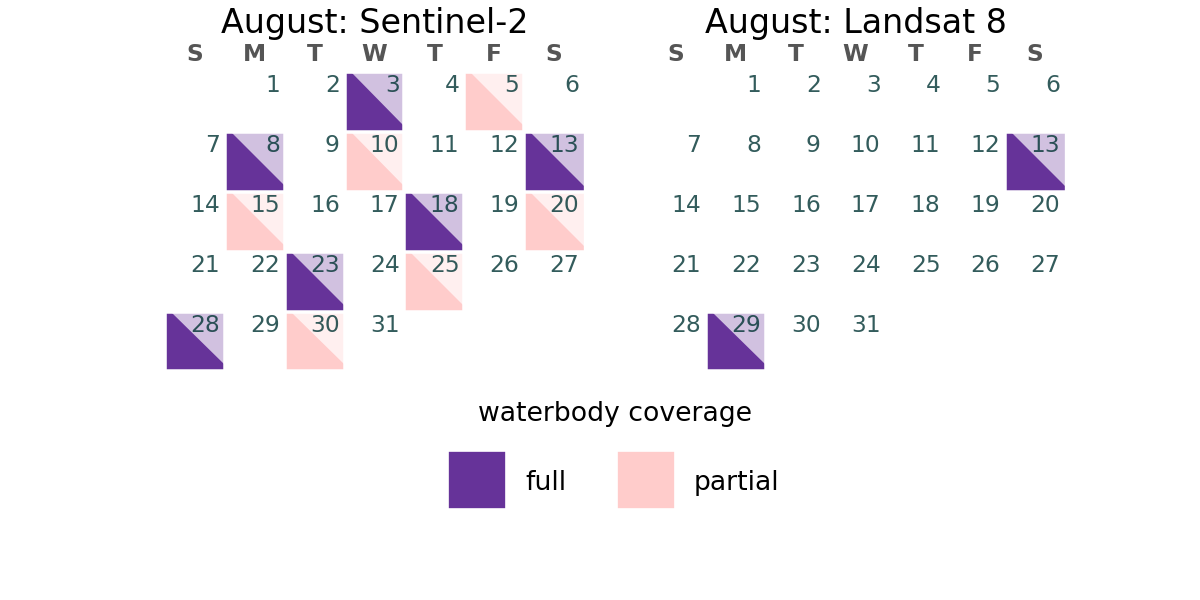 August: Sentinel-2
S M T W T F S
1 2 3 4 5 6
7 8 9 10 11 12 13
14 15 16 17 18 19 20
21 22 23 24 25 26 27
28 29 30 31
August: Landsat 8
S M T W T F S
1 2 3 4 5 6
7 8 9 10 11 12 13
14 15 16 17 18 19 20
21 22 23 24 25 26 27
28 29 30 31
waterbody coverage
full
partial